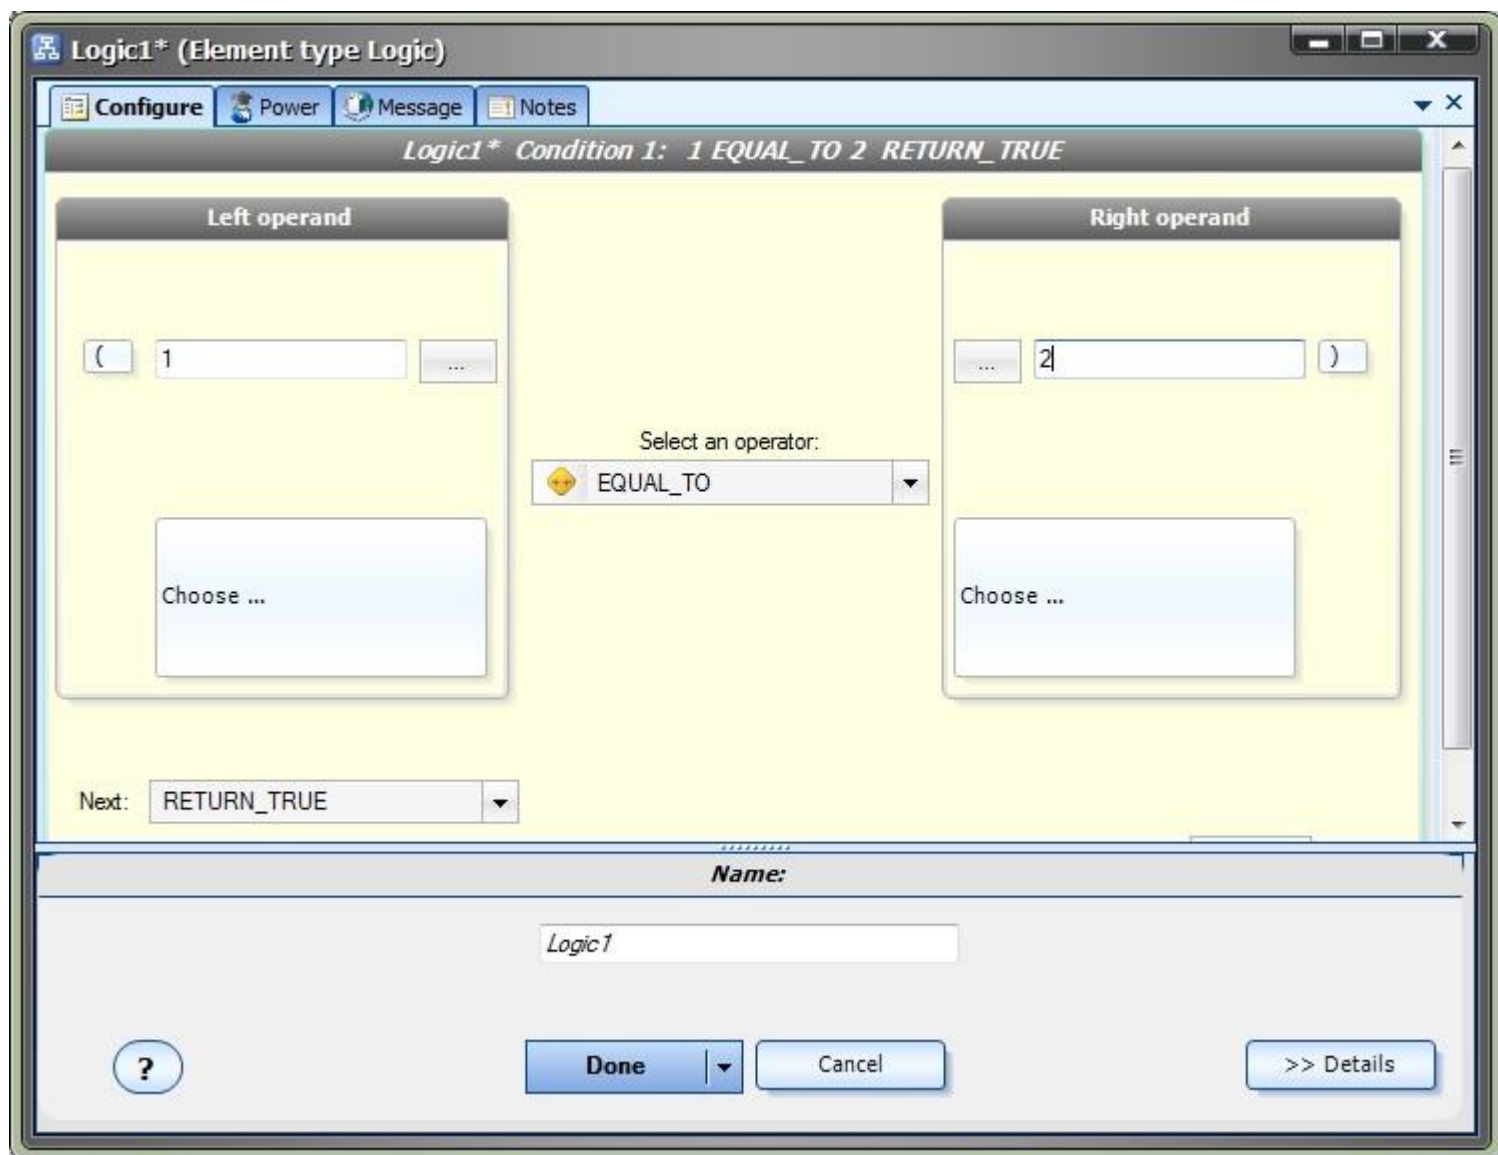 Logic1* (Element type Logic)
Configure Power Message Notes
Logic1* Condition 1: 1 EQUAL_TO 2 RETURN_TRUE
Left operand
Right operand
( 1 ...
... 2 )
Select an operator:
EQUAL_TO
Choose ...
Choose ...
Next: RETURN_TRUE
Name:
Logic1
? Done Cancel >> Details